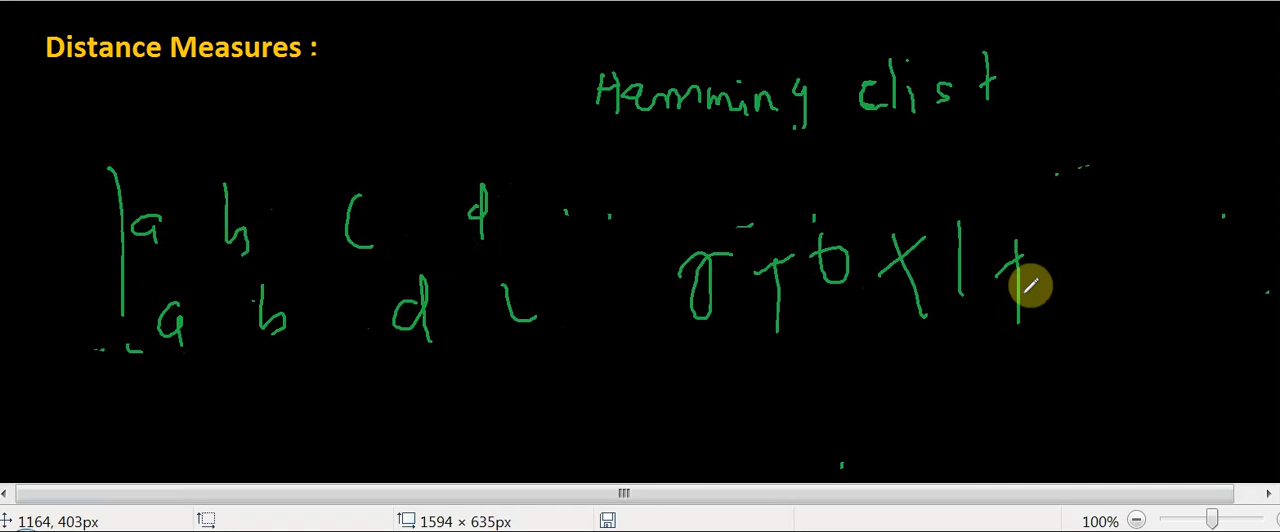 Distance Measures :
Hamming dist
a b c d
a b d c
1164, 403px 1594 × 635px 100%